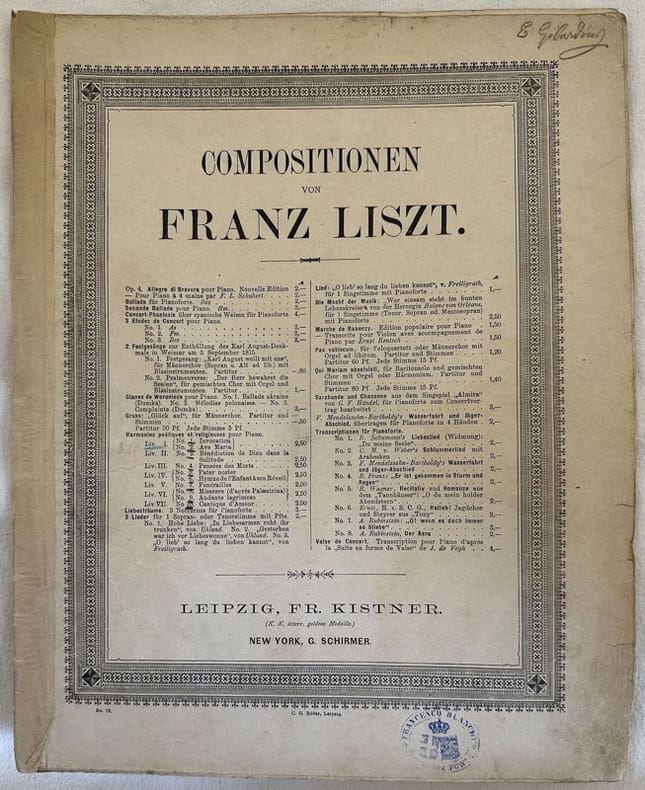 COMPOSITIONEN
VON
FRANZ LISZT.
Op. 4. Allegro di Bravura pour Piano. Nouvelle Edition 2,—
— Pour Piano à 4 mains par F. L. Schubert 2,—
Ballade für Pianoforte. Des 2,—
Seconde Ballade pour Piano. Hm. 3,—
Concert-Phantasie über spanische Weisen für Pianoforte 4,—
3 Etudes de Concert pour Piano.
No. 1. As 2,—
No. 2. Fm. 2,—
No. 3. Des 2,—
2 Festgesänge zur Enthüllung des Karl August-Denk-
mals in Weimar am 3. September 1875.
No. 1. Festgesang: „Karl August weilt mit uns",
für Männerchor (Sopran u. Alt ad lib.) mit
Blasinstrumenten. Partitur —,80
No. 2. Psalmenverse: „Der Herr bewahret die
Seelen", für gemischten Chor mit Orgel und
Blasinstrumenten. Partitur 1,—
Glanes de Woronince pour Piano. No. 1. Ballade ukraine
(Dumka). No. 2. Mélodies polonaises. — No. 3.
Complainte (Dumka) 3,—
Gruss: „Glück auf", für Männerchor. Partitur und
Stimmen —,50
Partitur 30 Pf. Jede Stimme 5 Pf.
Harmonies poétiques et religieuses pour Piano.
Liv. I. No. 1. Invocation
No. 2. Ave Maria
Liv. II. No. 3. Bénédiction de Dieu dans la
Solitude 2,50
Liv. III. No. 4. Pensées des Morts 2,50
Liv. IV. No. 5. Pater noster
No. 6. Hymne de l'Enfant à son Réveil
Liv. V. No. 7. Funérailles 2,50
Liv. VI. No. 8. Miserere (d'après Palestrina)
No. 9. Andante lagrimoso 2,50
Liv. VII. No. 10. Cantique d'Amour 2,50
Liebesträume. 3 Notturnos für Pianoforte 3,—
3 Lieder für 1 Sopran- oder Tenorstimme mit Pfte.
No. 1. Hohe Liebe: „In Liebesarmen ruht ihr
trunken", von Uhland. No. 2. „Gestorben
war ich vor Liebeswonne", von Uhland. No. 3.
„O lieb' so lang du lieben kannst", von
Freiligrath.
Lied: „O lieb' so lang du lieben kannst", v. Freiligrath,
für 1 Singstimme mit Pianoforte 1,—
Die Macht der Musik: „Wer einsam steht im bunten
Lebenskreise", von der Herzogin Helene von Orleans,
für 1 Singstimme (Tenor, Sopran od. Mezzosopran)
mit Pianoforte 2,50
Marche de Rakoczy. Edition populaire pour Piano 1,50
— Transcrite pour Violon avec accompagnement de
Piano par Ernst Rentsch 1,50
Pax vobiscum, für Soloquartett oder Männerchor mit
Orgel ad libitum. Partitur und Stimmen 1,20
Partitur 60 Pf. Jede Stimme 15 Pf.
Qui Mariam absolvisti, für Baritonsolo und gemischten
Chor mit Orgel oder Harmonium. Partitur und
Stimmen 1,40
Partitur 80 Pf. Jede Stimme 15 Pf.
Sarabande und Chaconne aus dem Singspiel „Almira"
von G. F. Händel, für Pianoforte zum Concertvor-
trag bearbeitet 3,—
F. Mendelssohn-Bartholdy's Wasserfahrt und Jäger-
Abschied, übertragen für Pianoforte zu 4 Händen 2,—
Transcriptionen für Pianoforte.
No. 1. R. Schumann's Liebeslied (Widmung):
„Du meine Seele" 2,—
No. 2. C. M. v. Weber's Schlummerlied mit
Arabesken 2,—
No. 3. F. Mendelssohn-Bartholdy's Wasserfahrt
und Jäger-Abschied 2,—
No. 4. R. Franz: „Er ist gekommen in Sturm und
Regen" 2,—
No. 5. R. Wagner, Recitativ und Romanze aus
dem „Tannhäuser": „O du mein holder
Abendstern" 2,—
No. 6. Ernst, H. z. S. C. G., Halloh! Jagdchor
und Steyrer aus „Tony" 2,—
No. 7. A. Rubinstein: „O! wenn es doch immer
so bliebe" 3,—
No. 8. A. Rubinstein, Der Asra 2,—
Valse de Concert. Transcription pour Piano d'après
la „Suite en forme de Valse" de J. de Végh 4,—
LEIPZIG, FR. KISTNER.
(K. K. österr. goldene Medaille.)
NEW YORK, G. SCHIRMER.
C. G. Röder, Leipzig.
FRANCESCO BLANCH